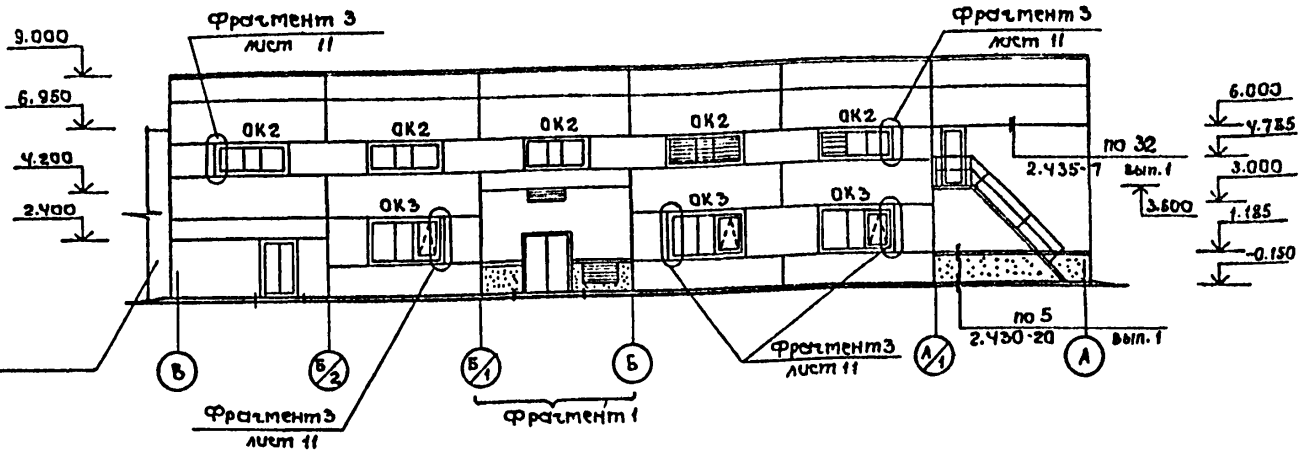 Фрагмент 3
лист 11
Фрагмент 3
лист 11
9.000
6.950
4.200
2.400
ОК2
ОК2
ОК2
ОК2
ОК2
ОК3
ОК3
ОК3
6.000
4.785
3.000
3.600
1.185
-0.150
по 32
2.435-7 вып.1
по 5
2.430-20 вып.1
В
Б/2
Б/1
Б
А/1
А
Фрагмент 3
лист 11
Фрагмент 3
лист 11
Фрагмент 1